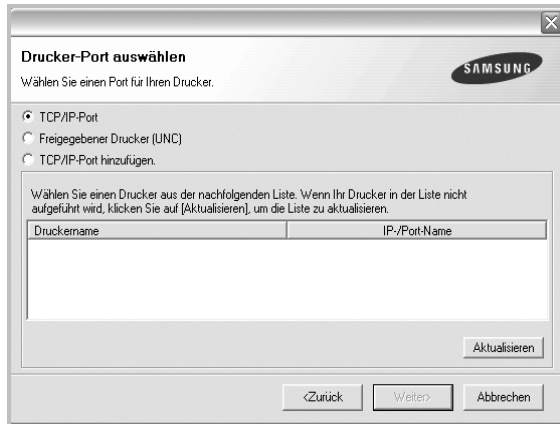 Drucker-Port auswählen
Wählen Sie einen Port für Ihren Drucker.
SAMSUNG
TCP/IP-Port
Freigegebener Drucker (UNC)
TCP/IP-Port hinzufügen.
Wählen Sie einen Drucker aus der nachfolgenden Liste. Wenn Ihr Drucker in der Liste nicht
aufgeführt wird, klicken Sie auf [Aktualisieren], um die Liste zu aktualisieren.
Druckername IP-/Port-Name
Aktualisieren
<Zurück Weiter> Abbrechen